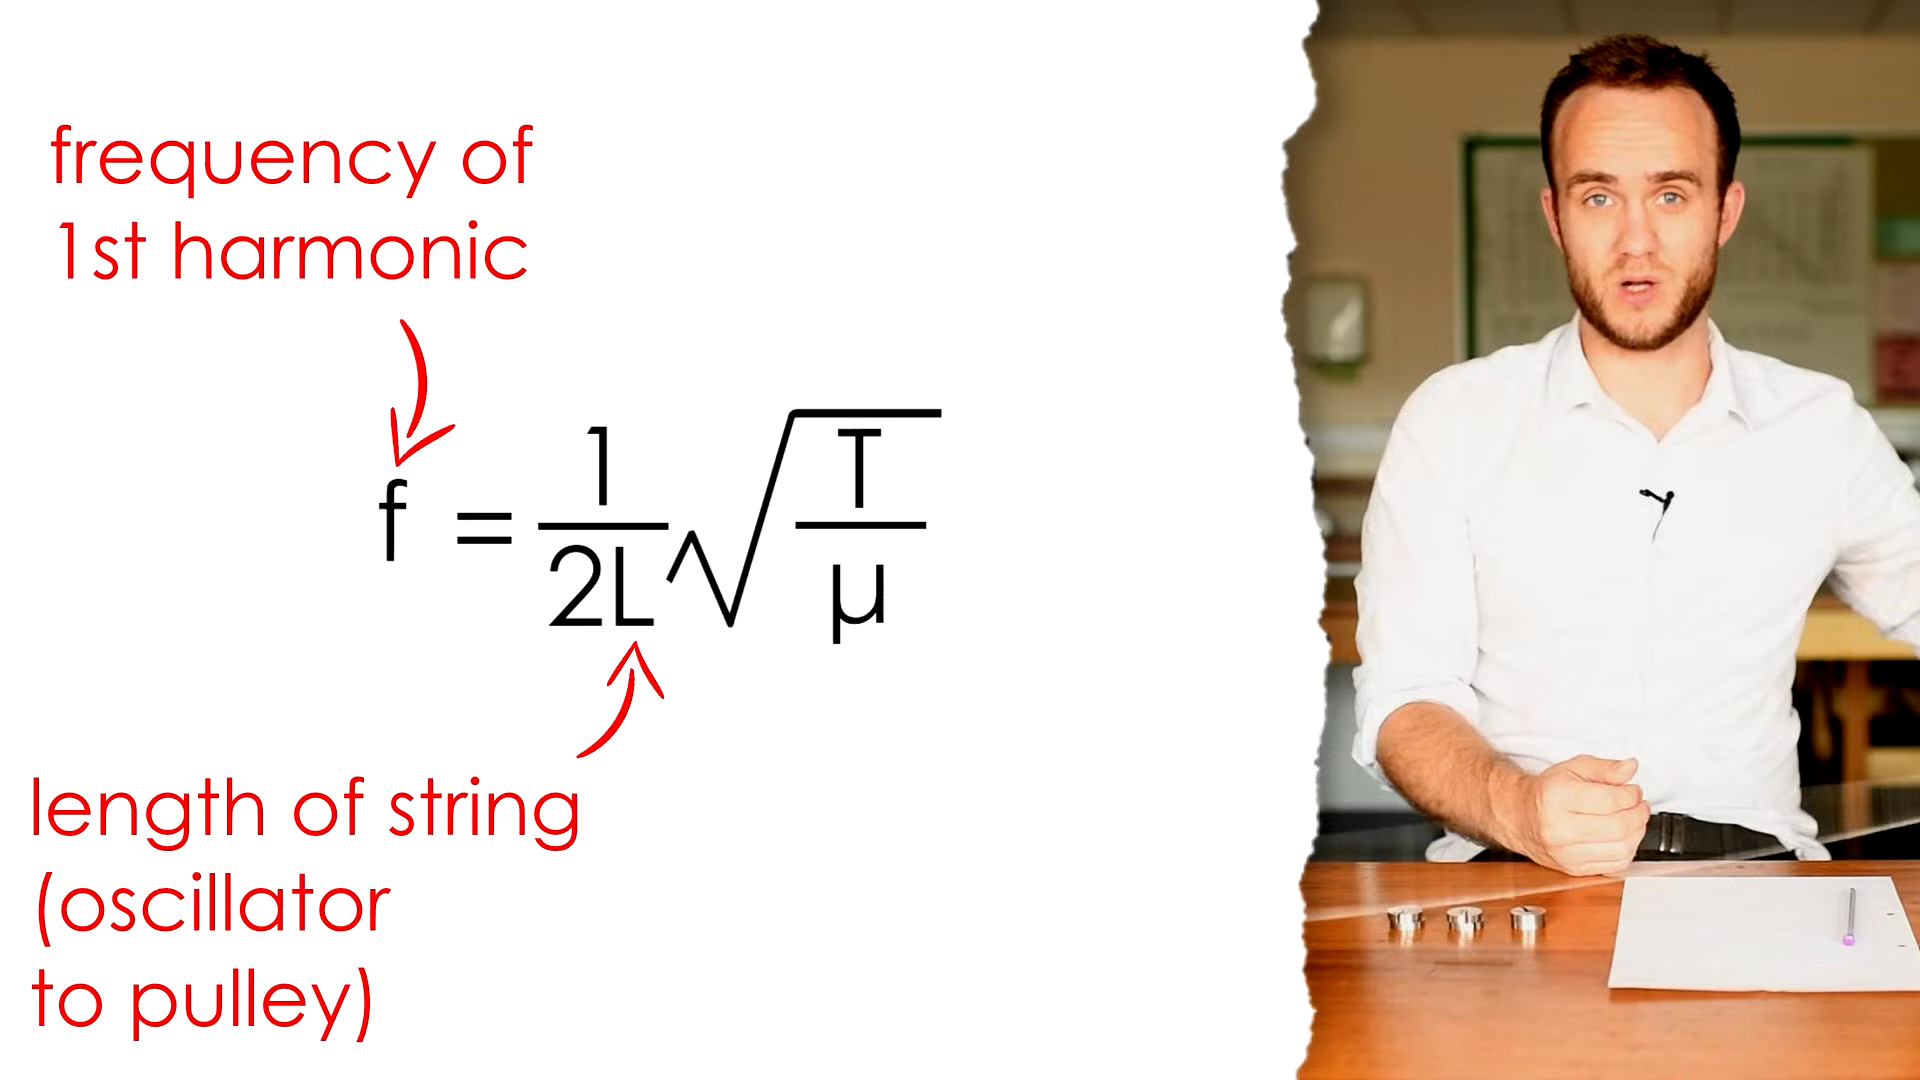 frequency of
1st harmonic
f = 1/2L √T/μ
length of string
(oscillator
to pulley)